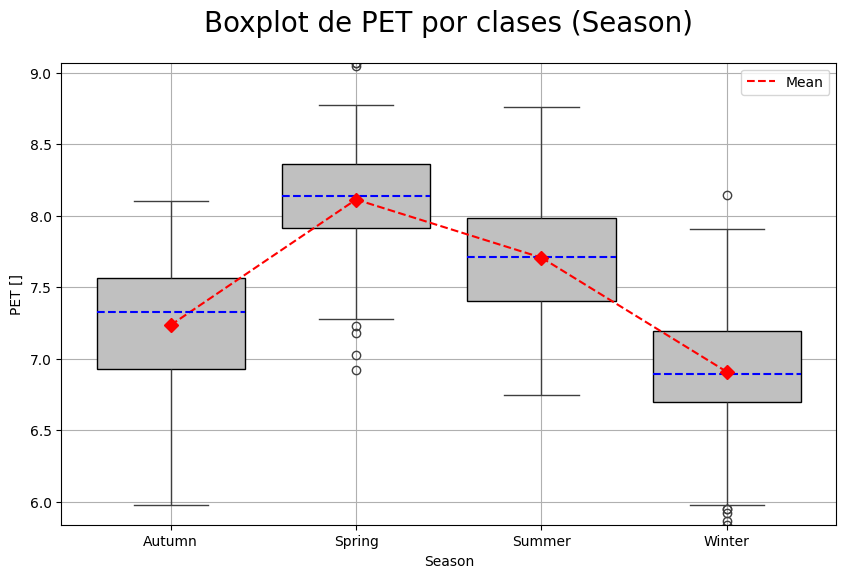 Boxplot de PET por clases (Season)
9.0
8.5
8.0
7.5
7.0
6.5
6.0
PET []
Mean
Autumn Spring Summer Winter
Season